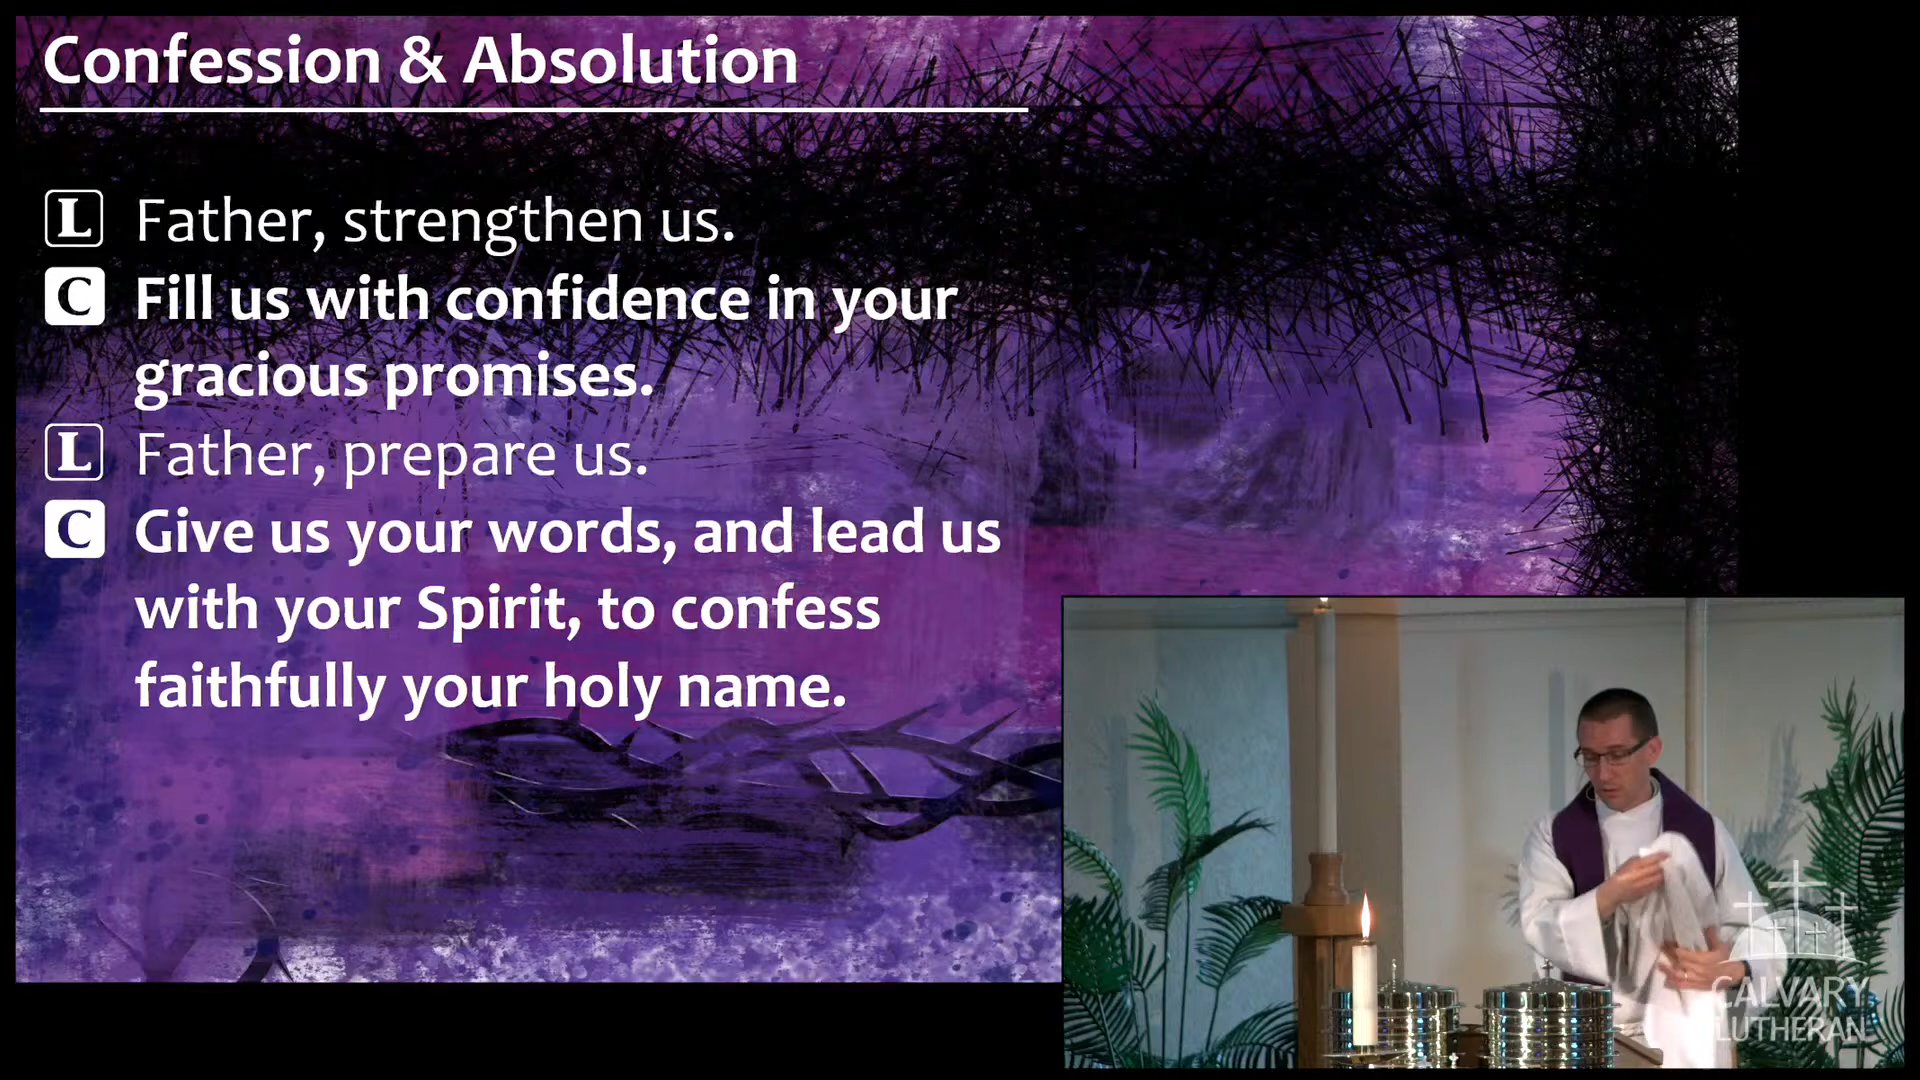 Confession & Absolution
L Father, strengthen us.
C Fill us with confidence in your
gracious promises.
L Father, prepare us.
C Give us your words, and lead us
with your Spirit, to confess
faithfully your holy name.
CALVARY
LUTHERAN